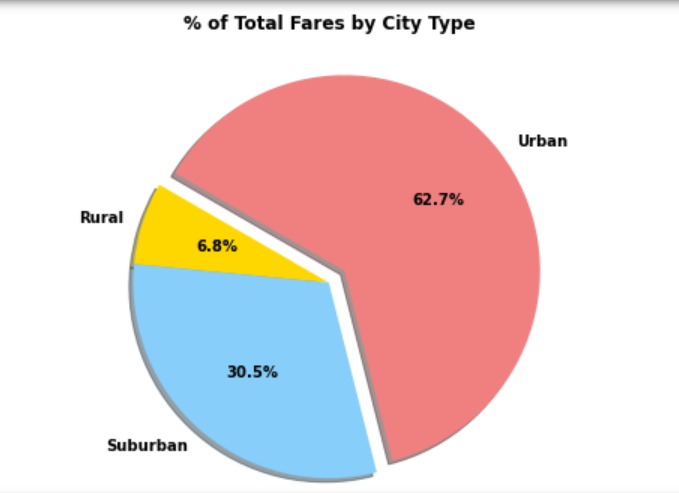 % of Total Fares by City Type
Urban
62.7%
Rural
6.8%
30.5%
Suburban